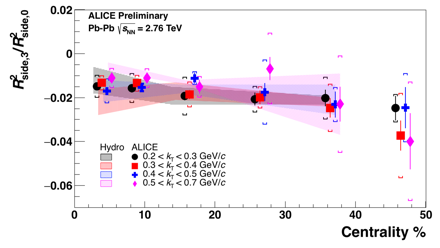 0.02
ALICE Preliminary
Pb-Pb √sNN = 2.76 TeV
0
−0.02
−0.04
−0.06
R²side,3/R²side,0
Hydro ALICE
0.2 < kT < 0.3 GeV/c
0.3 < kT < 0.4 GeV/c
0.4 < kT < 0.5 GeV/c
0.5 < kT < 0.7 GeV/c
0 10 20 30 40 50
Centrality %